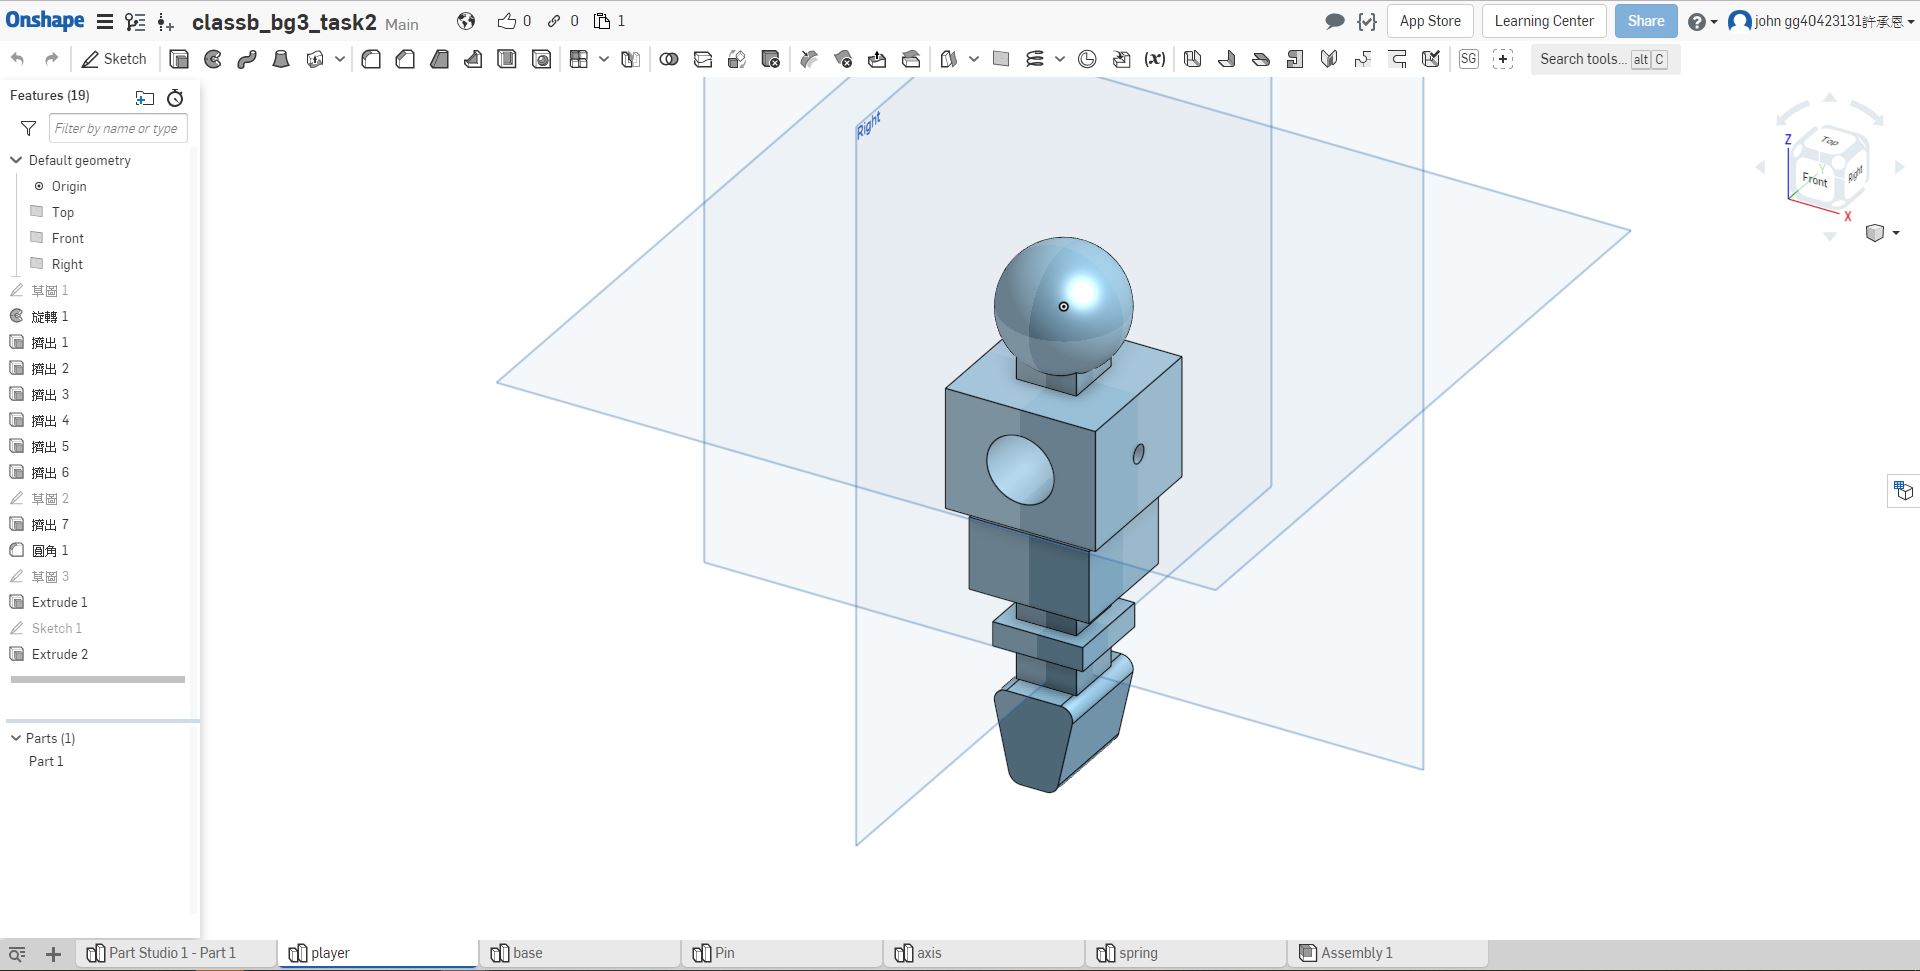 Onshape classb_bg3_task2 Main 0 0 1 App Store Learning Center Share john gg40423131許承恩
Sketch (x) SG Search tools... alt C
Features (19)
Filter by name or type
Default geometry
Origin
Top
Front
Right
草圖 1
旋轉 1
擠出 1
擠出 2
擠出 3
擠出 4
擠出 5
擠出 6
草圖 2
擠出 7
圓角 1
草圖 3
Extrude 1
Sketch 1
Extrude 2
Parts (1)
Part 1
Right
Z
Top
Y
Front Right
X
Part Studio 1 - Part 1 player base Pin axis spring Assembly 1